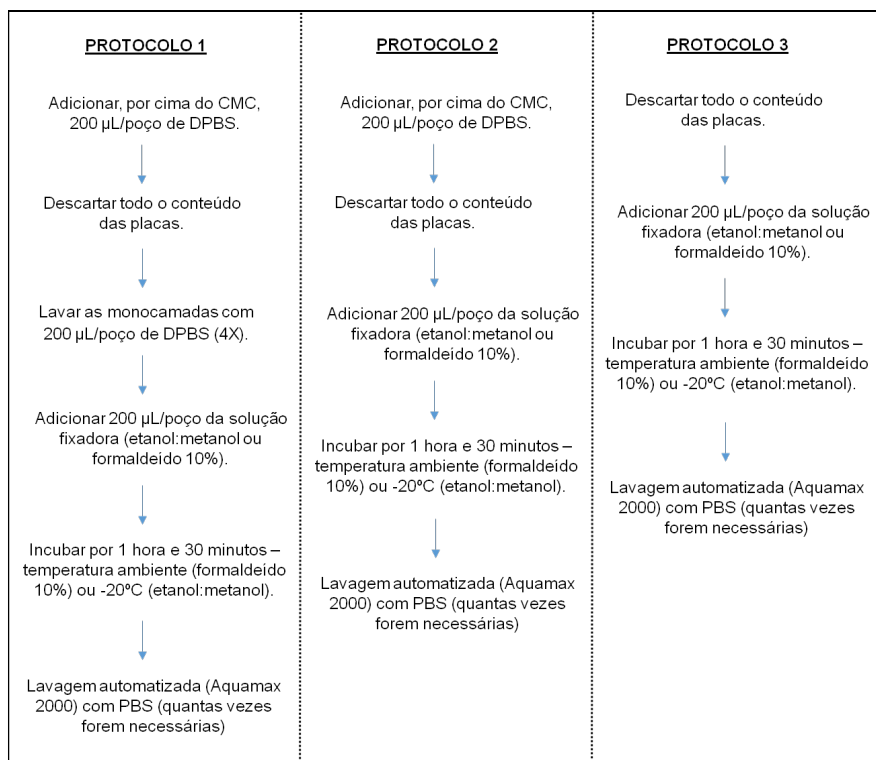 PROTOCOLO 1
Adicionar, por cima do CMC,
200 µL/poço de DPBS.
Descartar todo o conteúdo
das placas.
Lavar as monocamadas com
200 µL/poço de DPBS (4X).
Adicionar 200 µL/poço da solução
fixadora (etanol:metanol ou
formaldeído 10%).
Incubar por 1 hora e 30 minutos –
temperatura ambiente (formaldeído
10%) ou -20ºC (etanol:metanol).
Lavagem automatizada (Aquamax
2000) com PBS (quantas vezes
forem necessárias)
PROTOCOLO 2
Adicionar, por cima do CMC,
200 µL/poço de DPBS.
Descartar todo o conteúdo
das placas.
Adicionar 200 µL/poço da solução
fixadora (etanol:metanol ou
formaldeído 10%).
Incubar por 1 hora e 30 minutos –
temperatura ambiente (formaldeído
10%) ou -20ºC (etanol:metanol).
Lavagem automatizada (Aquamax
2000) com PBS (quantas vezes
forem necessárias)
PROTOCOLO 3
Descartar todo o conteúdo
das placas.
Adicionar 200 µL/poço da solução
fixadora (etanol:metanol ou
formaldeído 10%).
Incubar por 1 hora e 30 minutos –
temperatura ambiente (formaldeído
10%) ou -20ºC (etanol:metanol).
Lavagem automatizada (Aquamax
2000) com PBS (quantas vezes
forem necessárias)